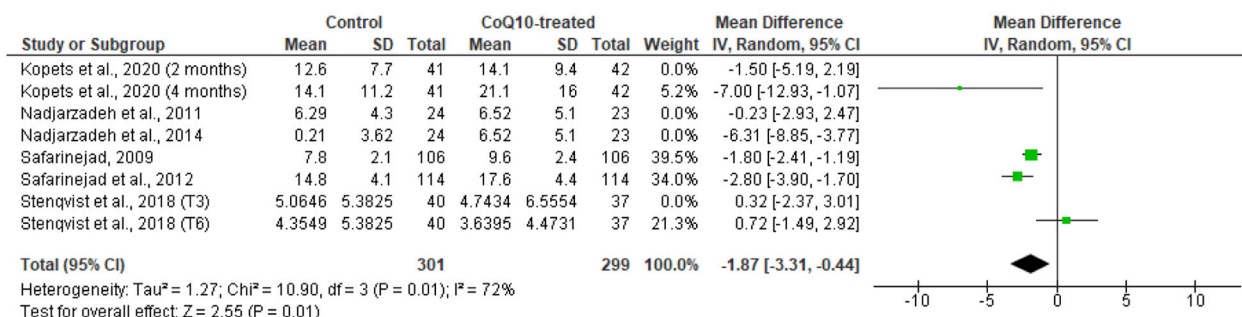 Control CoQ10-treated Mean Difference Mean Difference
Study or Subgroup Mean SD Total Mean SD Total Weight IV, Random, 95% CI IV, Random, 95% CI
Kopets et al., 2020 (2 months) 12.6 7.7 41 14.1 9.4 42 0.0% -1.50 [-5.19, 2.19]
Kopets et al., 2020 (4 months) 14.1 11.2 41 21.1 16 42 5.2% -7.00 [-12.93, -1.07]
Nadjarzadeh et al., 2011 6.29 4.3 24 6.52 5.1 23 0.0% -0.23 [-2.93, 2.47]
Nadjarzadeh et al., 2014 0.21 3.62 24 6.52 5.1 23 0.0% -6.31 [-8.85, -3.77]
Safarinejad, 2009 7.8 2.1 106 9.6 2.4 106 39.5% -1.80 [-2.41, -1.19]
Safarinejad et al., 2012 14.8 4.1 114 17.6 4.4 114 34.0% -2.80 [-3.90, -1.70]
Stenqvist et al., 2018 (T3) 5.0646 5.3825 40 4.7434 6.5554 37 0.0% 0.32 [-2.37, 3.01]
Stenqvist et al., 2018 (T6) 4.3549 5.3825 40 3.6395 4.4731 37 21.3% 0.72 [-1.49, 2.92]
Total (95% CI) 301 299 100.0% -1.87 [-3.31, -0.44]
Heterogeneity: Tau² = 1.27; Chi² = 10.90, df = 3 (P = 0.01); I² = 72%
Test for overall effect: Z = 2.55 (P = 0.01)
-10 -5 0 5 10